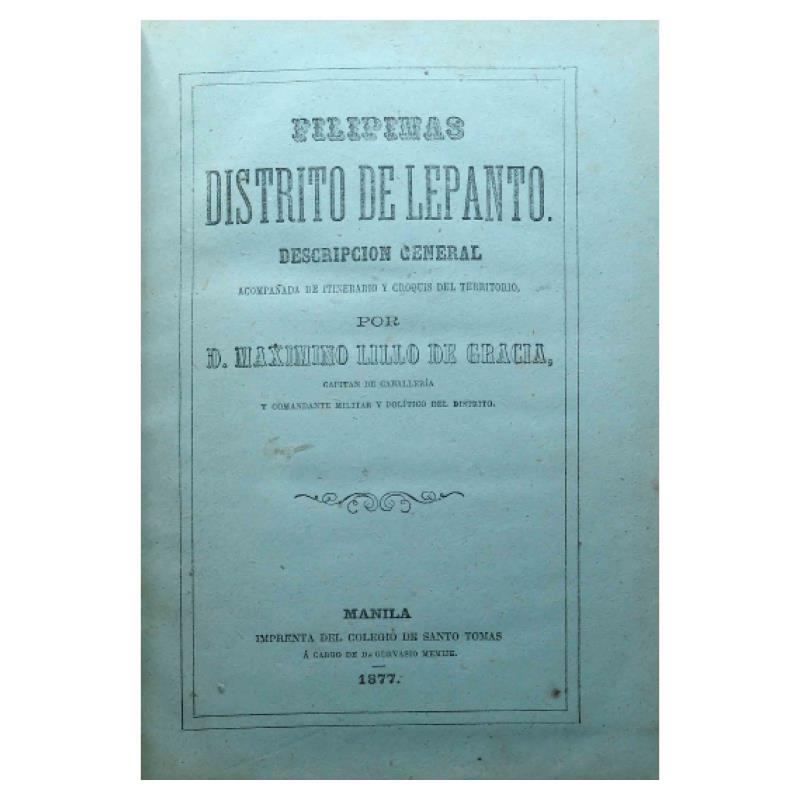 FILIPINAS
DISTRITO DE LEPANTO.
DESCRIPCION GENERAL
ACOMPAÑADA DE ITINERARIO Y CROQUIS DEL TERRITORIO,
POR
D. MAXIMINO LILLO DE GRACIA,
CAPITAN DE CABALLERÍA
Y COMANDANTE MILITAR Y POLÍTICO DEL DISTRITO.
MANILA
IMPRENTA DEL COLEGIO DE SANTO TOMAS
Á CARGO DE D. GERVASIO MEMIJE.
1877.